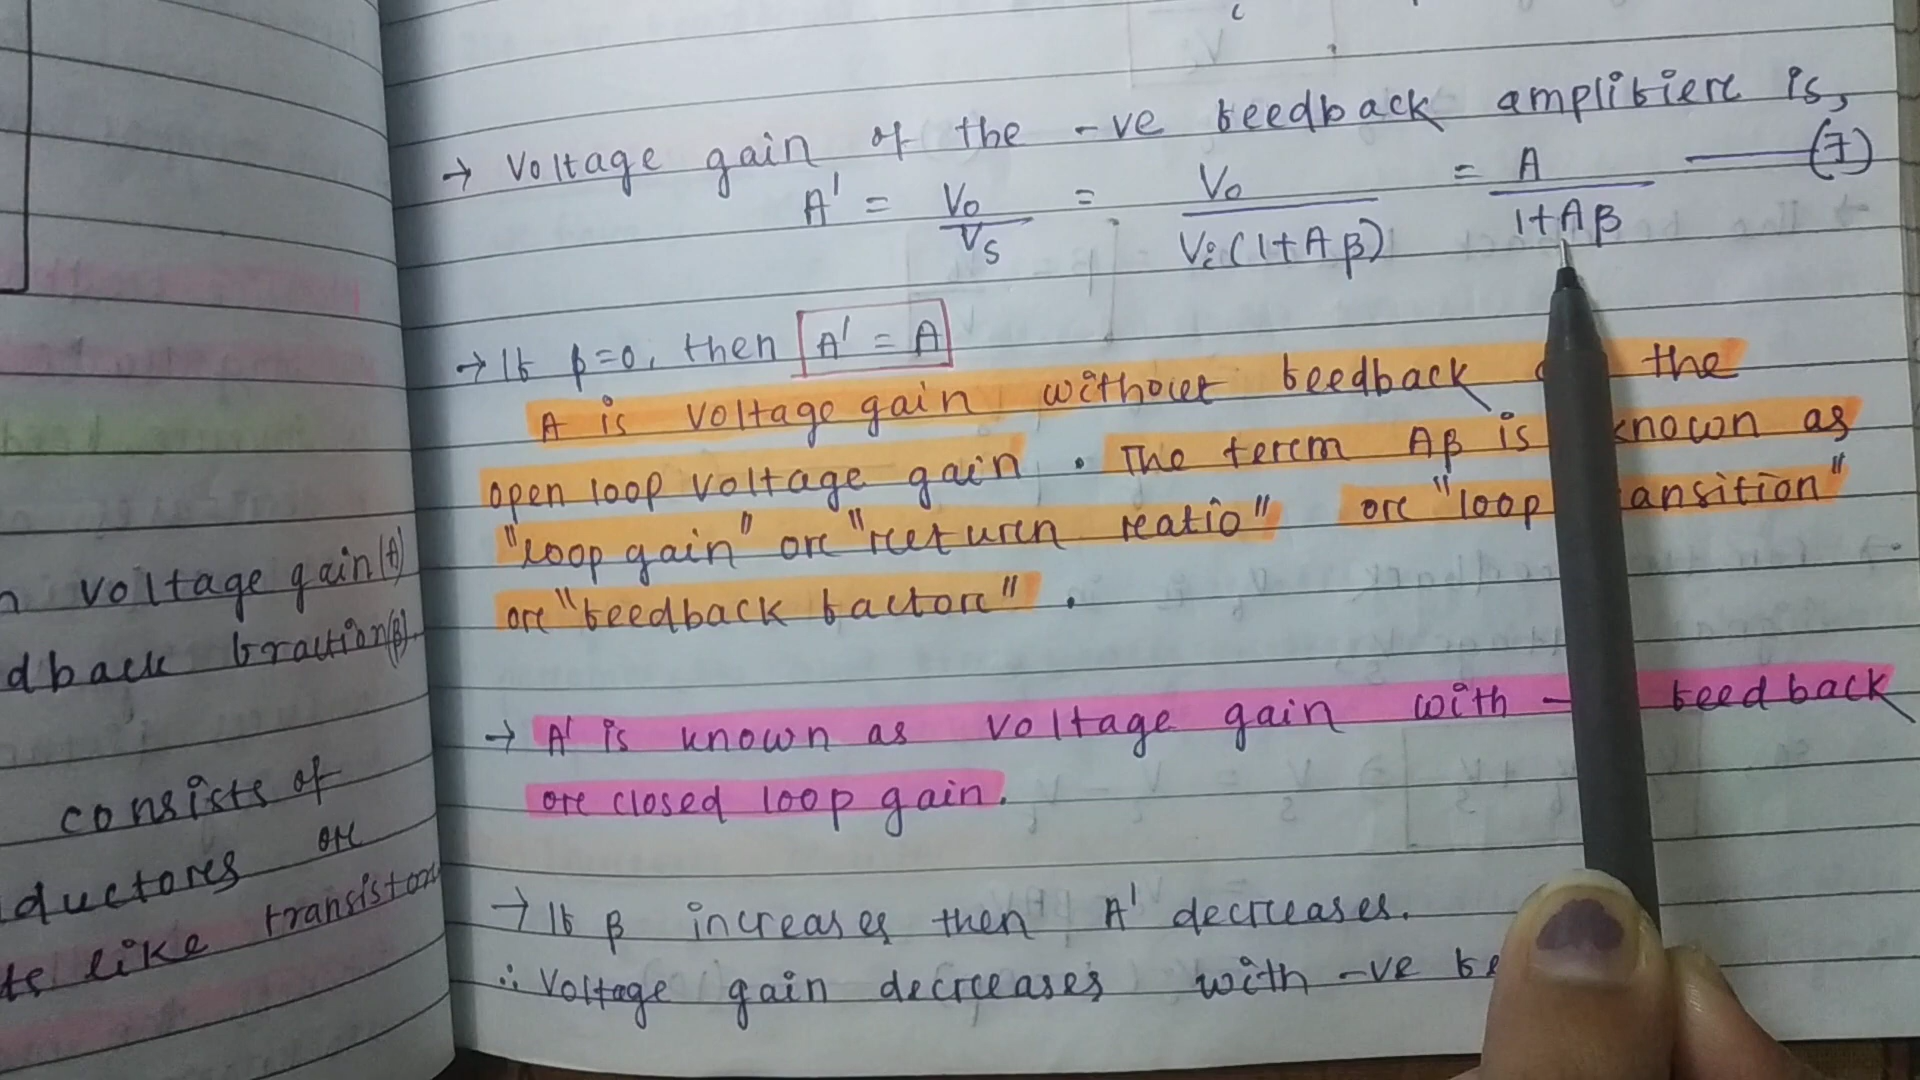 n voltage gain(A)
dback fraction(β).
consists of
ductors or
ts like transistor
→ Voltage gain of the -ve feedback amplifier is,
A' = Vo/Vs = Vo/Vi(1+Aβ) = A/1+Aβ —— (7)
→ If β=0, then A' = A
A is voltage gain without feedback the
open loop voltage gain. The term Aβ is known as
"loop gain" or "return ratio" or "loop ansition"
or "feedback factor".
→ A' is known as voltage gain with - feedback
or closed loop gain.
→ If β increases then A' decreases.
∴ Voltage gain decreases with -ve fe